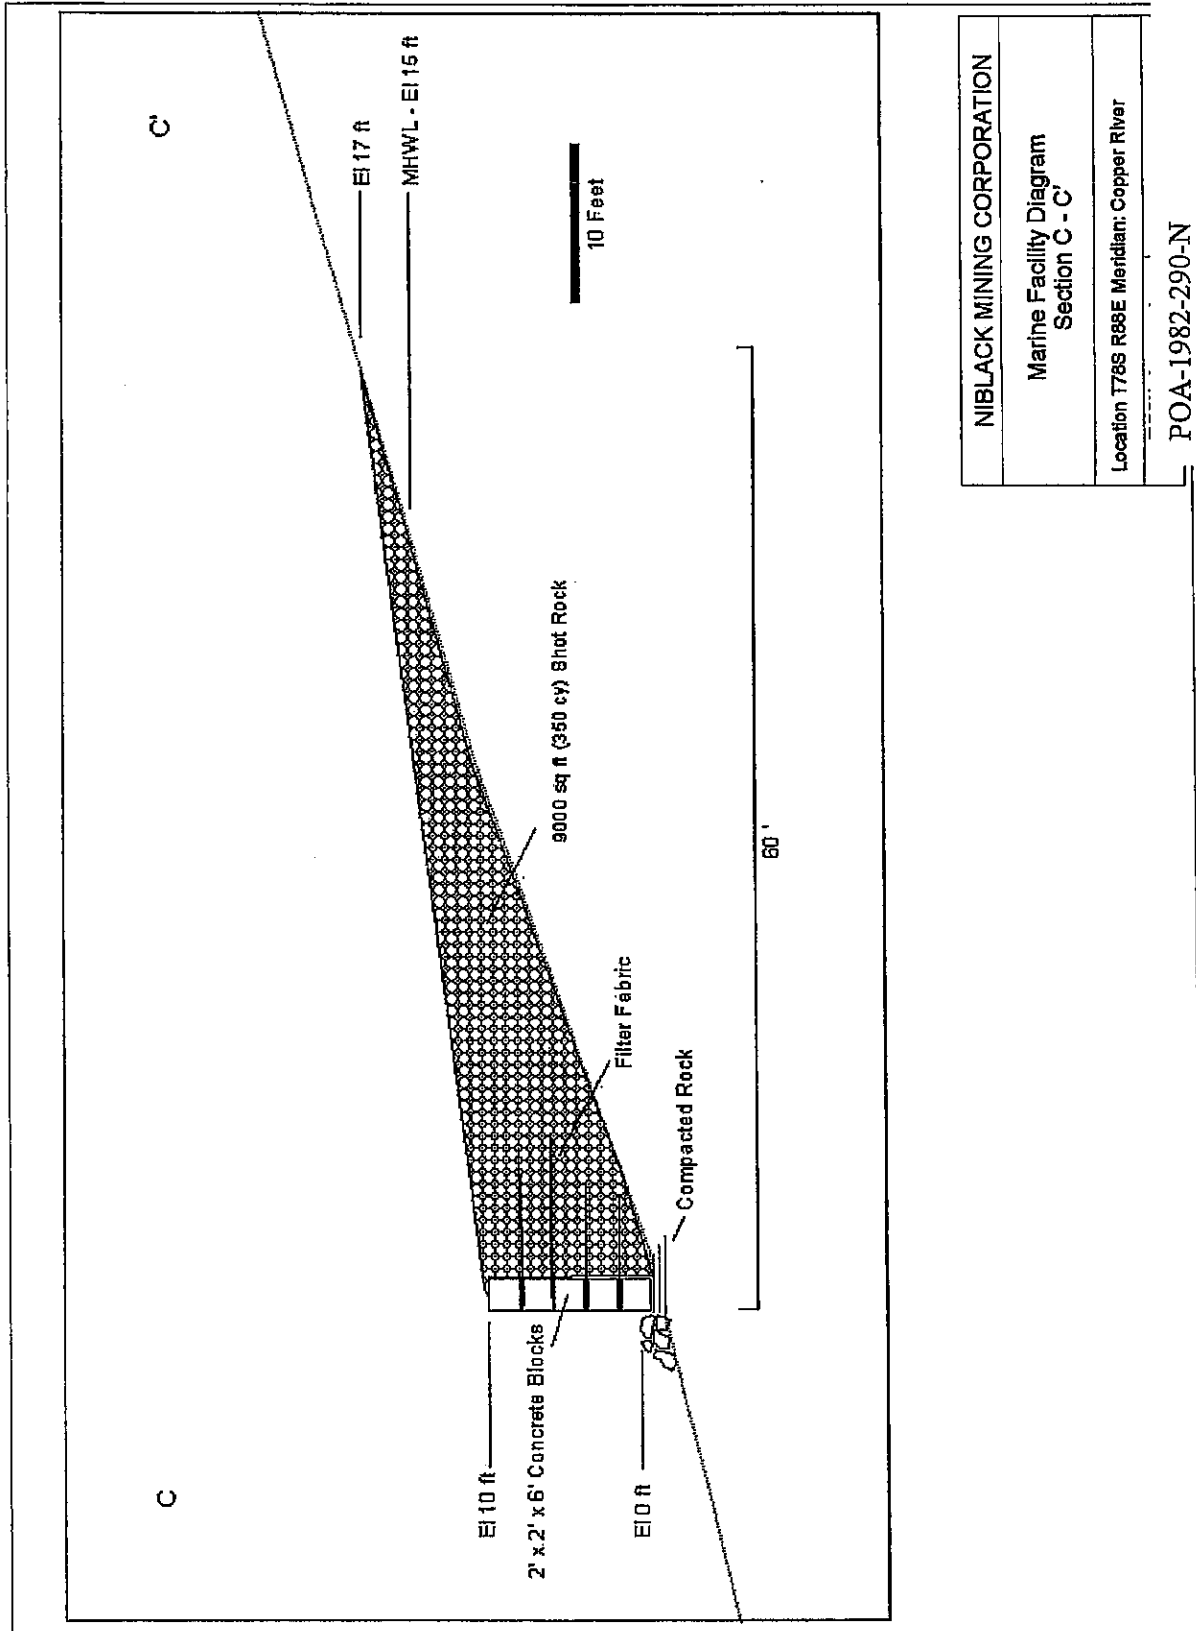 C
C'
El 17 ft
MHWL - El 15 ft
10 Feet
El 10 ft
2' x 2' x 6' Concrete Blocks
El 0 ft
9000 sq ft (350 cy) Shot Rock
Filter Fabric
Compacted Rock
60 '
NIBLACK MINING CORPORATION
Marine Facility Diagram
Section C - C'
Location T78S R88E Meridian: Copper River
POA-1982-290-N